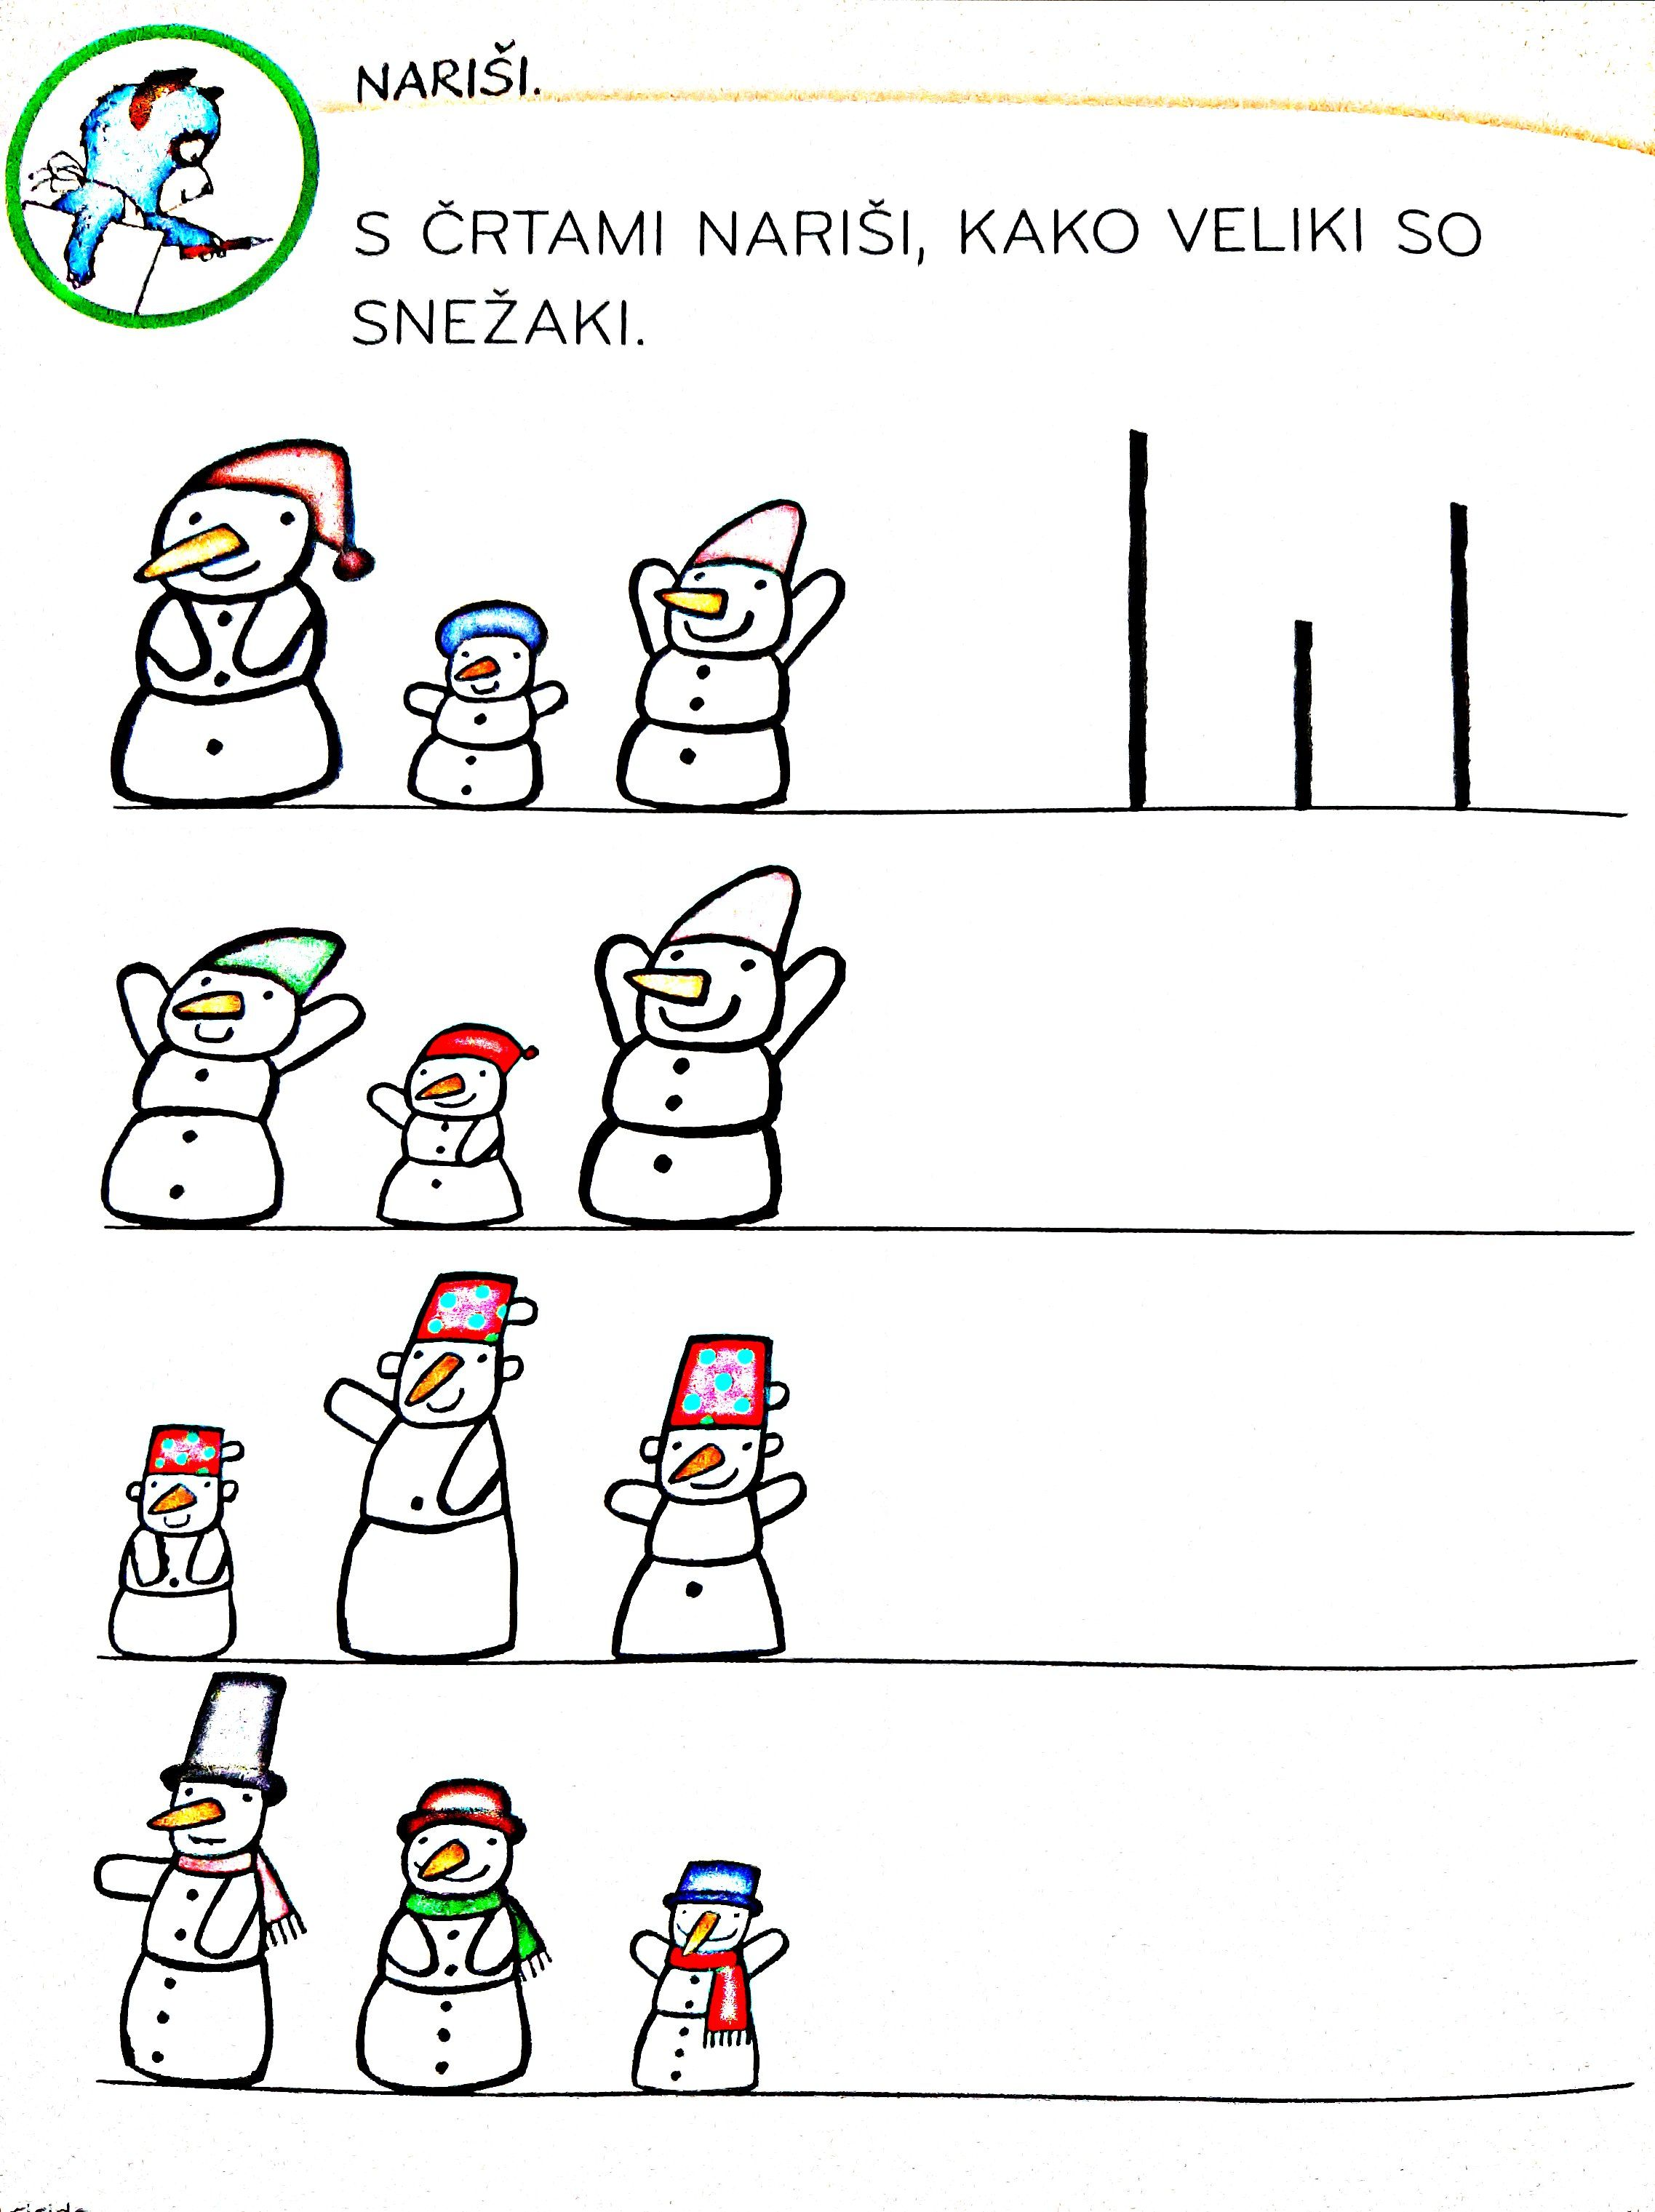 NARIŠI.
S ČRTAMI NARIŠI, KAKO VELIKI SO
SNEŽAKI.